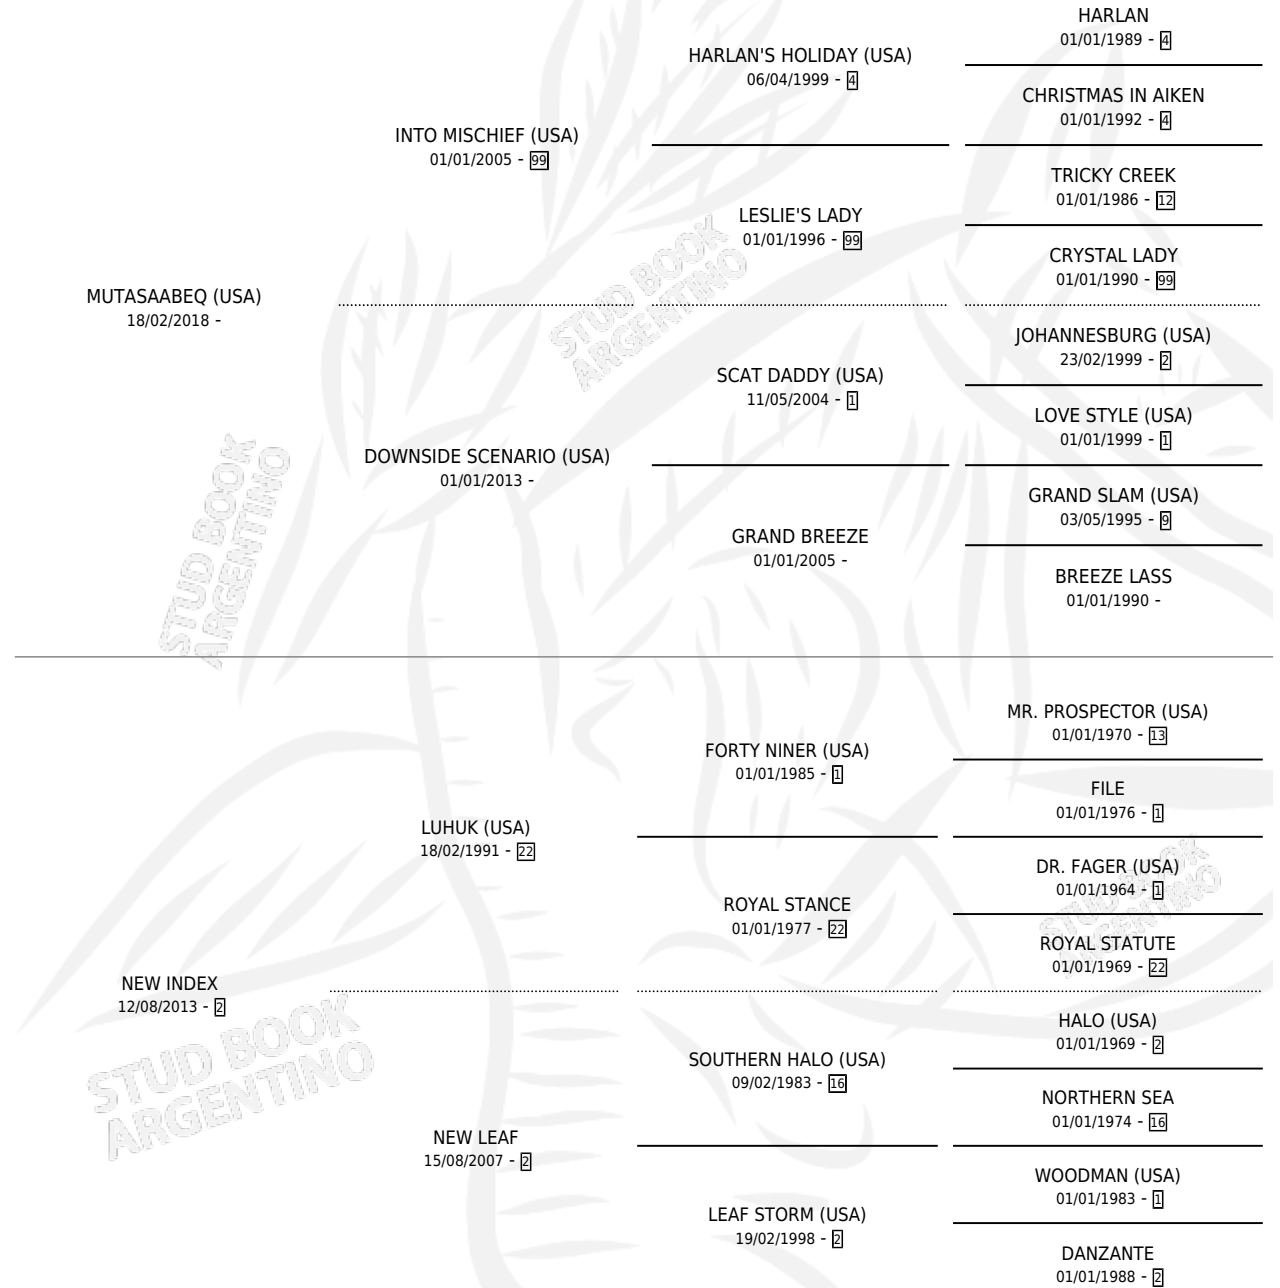 HARLAN
01/01/1989 - 4
HARLAN'S HOLIDAY (USA)
06/04/1999 - 4
CHRISTMAS IN AIKEN
01/01/1992 - 4
INTO MISCHIEF (USA)
01/01/2005 - 99
TRICKY CREEK
01/01/1986 - 12
LESLIE'S LADY
01/01/1996 - 99
CRYSTAL LADY
01/01/1990 - 99
MUTASAABEQ (USA)
18/02/2018 -
JOHANNESBURG (USA)
23/02/1999 - 2
SCAT DADDY (USA)
11/05/2004 - 1
LOVE STYLE (USA)
01/01/1999 - 1
DOWNSIDE SCENARIO (USA)
01/01/2013 -
GRAND SLAM (USA)
03/05/1995 - 9
GRAND BREEZE
01/01/2005 -
BREEZE LASS
01/01/1990 -
MR. PROSPECTOR (USA)
01/01/1970 - 13
FORTY NINER (USA)
01/01/1985 - 1
FILE
01/01/1976 - 1
LUHUK (USA)
18/02/1991 - 22
DR. FAGER (USA)
01/01/1964 - 1
ROYAL STANCE
01/01/1977 - 22
ROYAL STATUTE
01/01/1969 - 22
NEW INDEX
12/08/2013 - 2
HALO (USA)
01/01/1969 - 2
SOUTHERN HALO (USA)
09/02/1983 - 16
NORTHERN SEA
01/01/1974 - 16
NEW LEAF
15/08/2007 - 2
WOODMAN (USA)
01/01/1983 - 1
LEAF STORM (USA)
19/02/1998 - 2
DANZANTE
01/01/1988 - 2
STUD BOOK
ARGENTINO
STUD BOOK
ARGENTINO
STUD BOOK
ARGENTINO
STUD BOOK
ARGENTINO